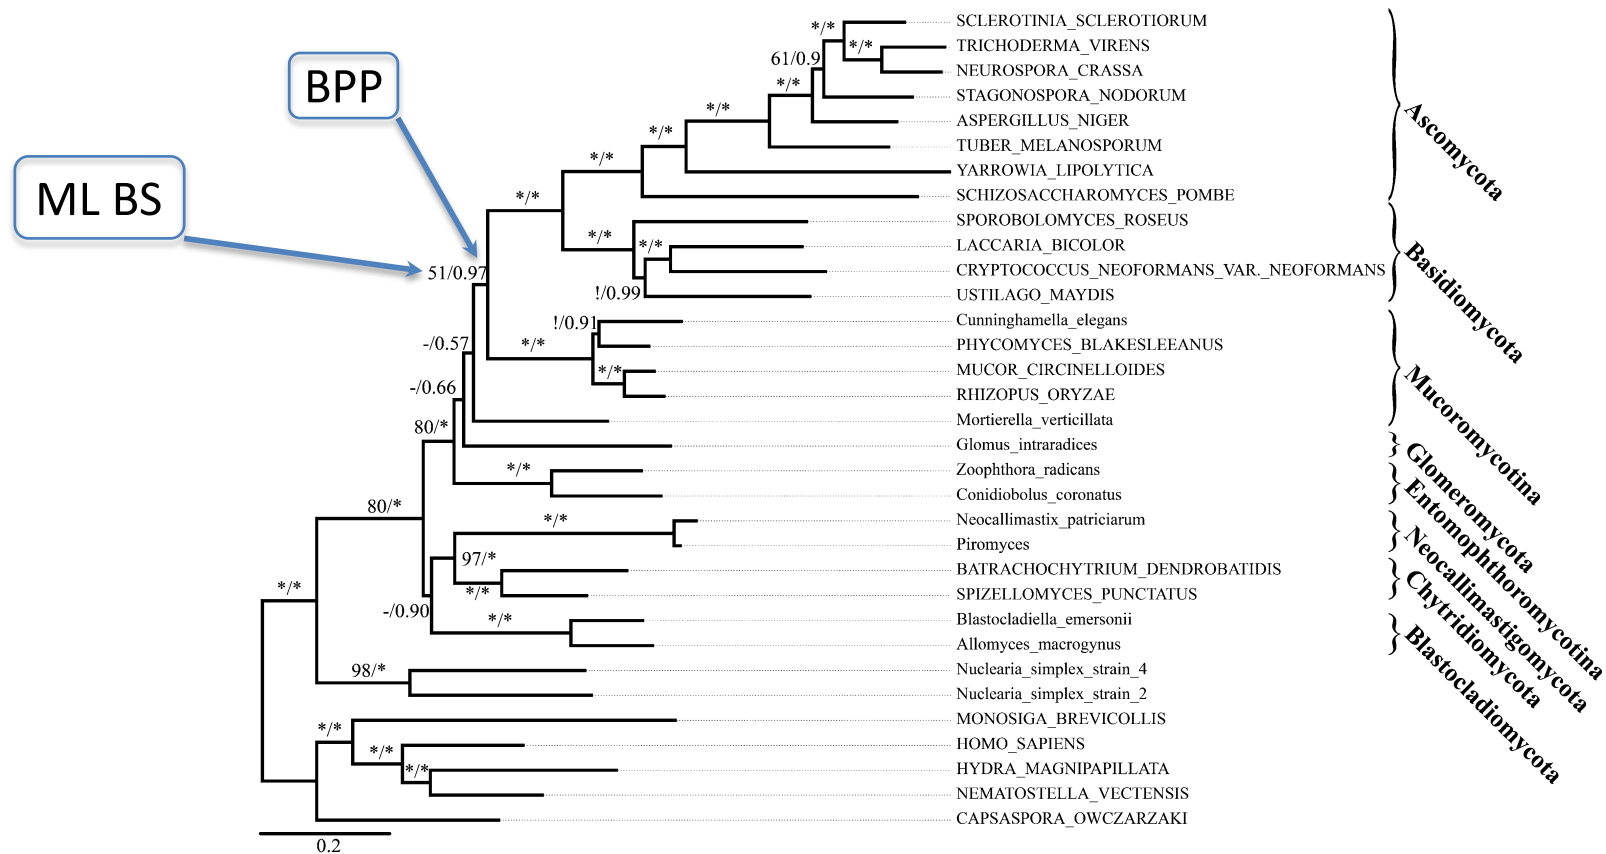 BPP
ML BS
*/*
SCLEROTINIA_SCLEROTIORUM
*/*
TRICHODERMA_VIRENS
61/0.9
NEUROSPORA_CRASSA
*/*
STAGONOSPORA_NODORUM
*/*
ASPERGILLUS_NIGER
*/*
TUBER_MELANOSPORUM
*/*
YARROWIA_LIPOLYTICA
*/*
SCHIZOSACCHAROMYCES_POMBE
Ascomycota
SPOROBOLOMYCES_ROSEUS
*/*
*/*
LACCARIA_BICOLOR
51/0.97
CRYPTOCOCCUS_NEOFORMANS_VAR._NEOFORMANS
!/0.99
USTILAGO_MAYDIS
Basidiomycota
!/0.91
Cunninghamella_elegans
-/0.57
*/*
PHYCOMYCES_BLAKESLEEANUS
*/*
MUCOR_CIRCINELLOIDES
-/0.66
RHIZOPUS_ORYZAE
80/*
Mortierella_verticillata
Mucoromycotina
Glomus_intraradices
Glomeromycota
*/*
Zoophthora_radicans
Conidiobolus_coronatus
Entomophthoromycotina
80/*
*/*
Neocallimastix_patriciarum
Piromyces
Neocallimastigomycota
97/*
BATRACHOCHYTRIUM_DENDROBATIDIS
*/*
*/*
SPIZELLOMYCES_PUNCTATUS
Chytridiomycota
-/0.90
*/*
Blastocladiella_emersonii
Allomyces_macrogynus
Blastocladiomycota
98/*
Nuclearia_simplex_strain_4
Nuclearia_simplex_strain_2
*/*
MONOSIGA_BREVICOLLIS
*/*
HOMO_SAPIENS
*/*
HYDRA_MAGNIPAPILLATA
NEMATOSTELLA_VECTENSIS
CAPSASPORA_OWCZARZAKI
0.2